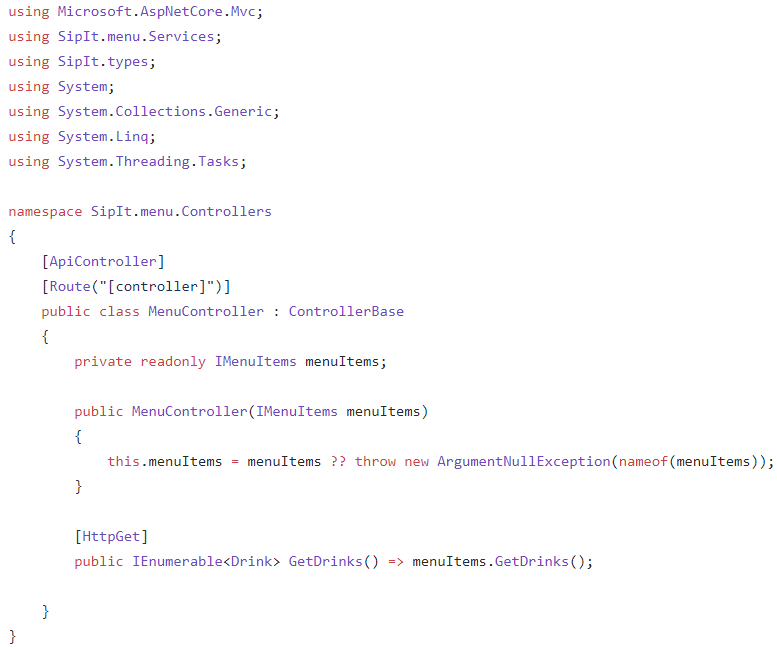 using Microsoft.AspNetCore.Mvc;
using SipIt.menu.Services;
using SipIt.types;
using System;
using System.Collections.Generic;
using System.Linq;
using System.Threading.Tasks;

namespace SipIt.menu.Controllers
{
    [ApiController]
    [Route("[controller]")]
    public class MenuController : ControllerBase
    {
        private readonly IMenuItems menuItems;

        public MenuController(IMenuItems menuItems)
        {
            this.menuItems = menuItems ?? throw new ArgumentNullException(nameof(menuItems));
        }

        [HttpGet]
        public IEnumerable<Drink> GetDrinks() => menuItems.GetDrinks();

    }
}